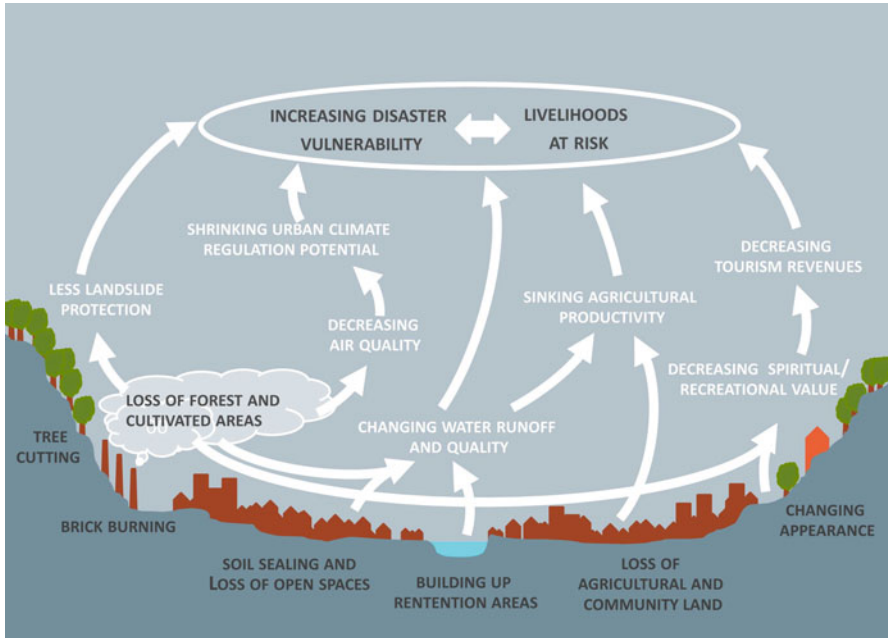 INCREASING DISASTER
VULNERABILITY
LIVELIHOODS
AT RISK
SHRINKING URBAN CLIMATE
REGULATION POTENTIAL
DECREASING
TOURISM REVENUES
LESS LANDSLIDE
PROTECTION
SINKING AGRICULTURAL
PRODUCTIVITY
DECREASING
AIR QUALITY
DECREASING SPIRITUAL/
RECREATIONAL VALUE
LOSS OF FOREST AND
CULTIVATED AREAS
CHANGING WATER RUNOFF
AND QUALITY
TREE
CUTTING
BRICK BURNING
CHANGING
APPEARANCE
SOIL SEALING AND
LOSS OF OPEN SPACES
BUILDING UP
RENTENTION AREAS
LOSS OF
AGRICULTURAL AND
COMMUNITY LAND